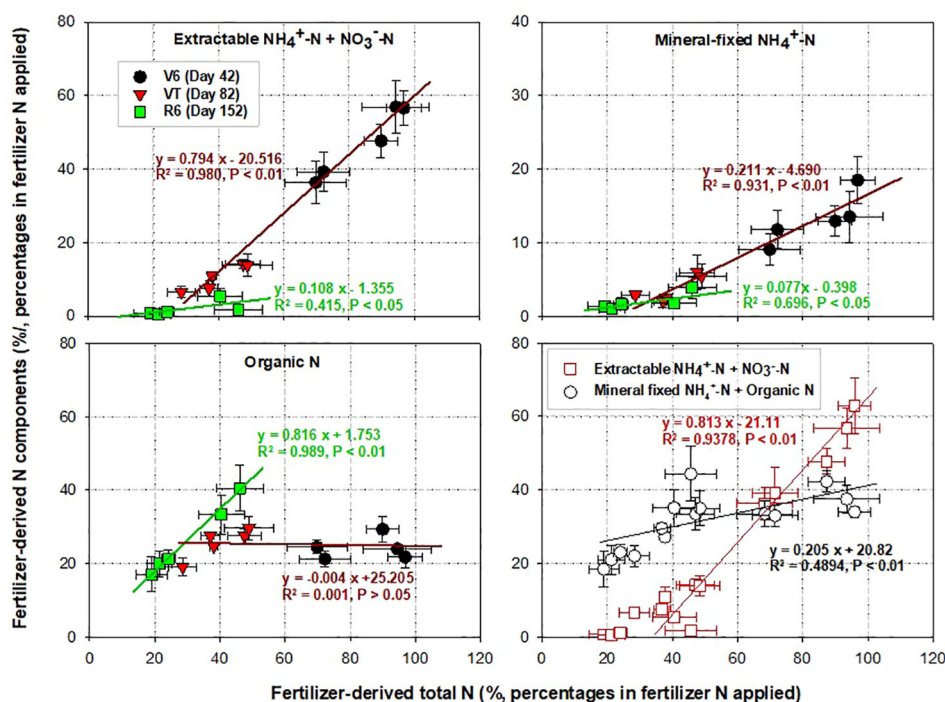 Fertilizer-derived N components (%/, percentages in fertilizer N applied)
80
60
40
20
0
Extractable NH₄⁺-N + NO₃⁻-N
V6 (Day 42)
VT (Day 82)
R6 (Day 152)
y = 0.794 x - 20.516
R² = 0.980, P < 0.01
y = 0.108 x - 1.355
R² = 0.415, P < 0.05
40
30
20
10
0
Mineral-fixed NH₄⁺-N
y = 0.211 x - 4.690
R² = 0.931, P < 0.01
y = 0.077x - 0.398
R² = 0.696, P < 0.05
80
60
40
20
0
Organic N
y = 0.816 x + 1.753
R² = 0.989, P < 0.01
y = -0.004 x +25.205
R² = 0.001, P > 0.05
0 20 40 60 80 100 120
80
60
40
20
0
Extractable NH₄⁺-N + NO₃⁻-N
Mineral fixed NH₄⁺-N + Organic N
y = 0.813 x - 21.11
R² = 0.9378, P < 0.01
y = 0.205 x + 20.82
R² = 0.4894, P < 0.01
0 20 40 60 80 100 120
Fertilizer-derived total N (%, percentages in fertilizer N applied)